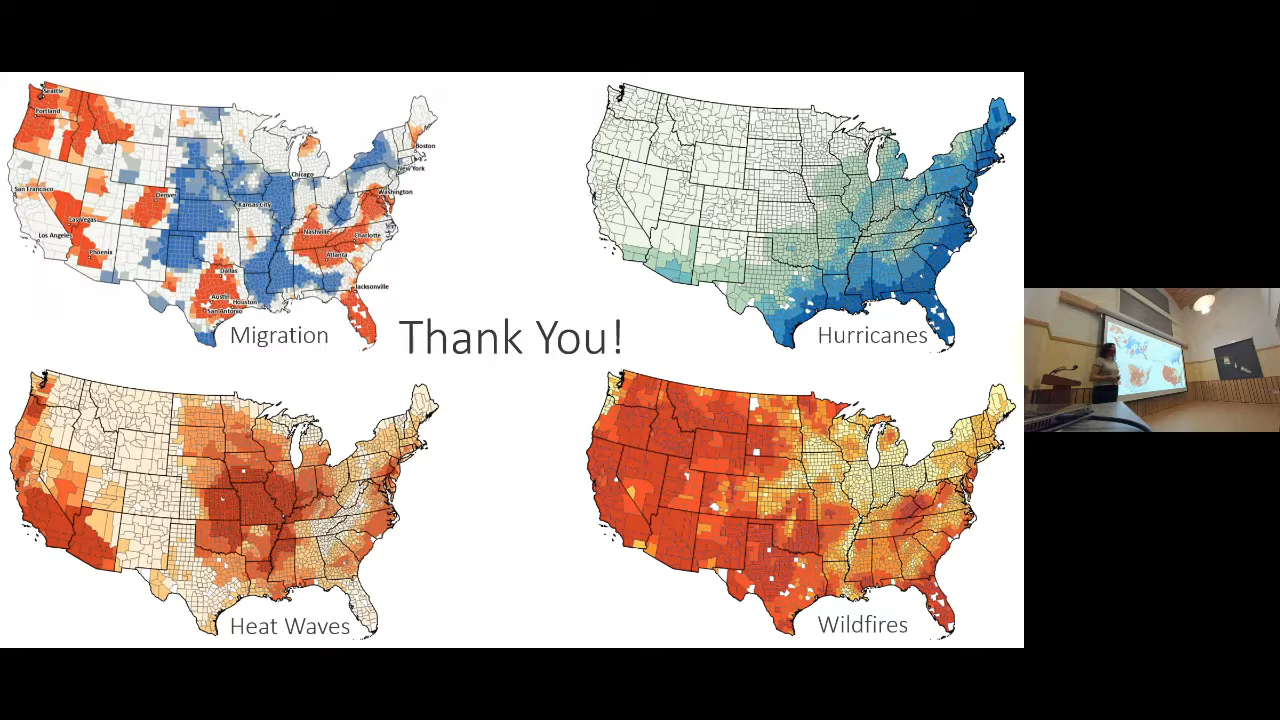 Seattle
Portland
Boston
Chicago
New York
San Francisco
Denver
Washington
Kansas City
Las Vegas
Nashville
Charlotte
Los Angeles
Phoenix
Atlanta
Dallas
Jacksonville
Austin
Houston
San Antonio
Migration
Thank You!
Hurricanes
Heat Waves
Wildfires